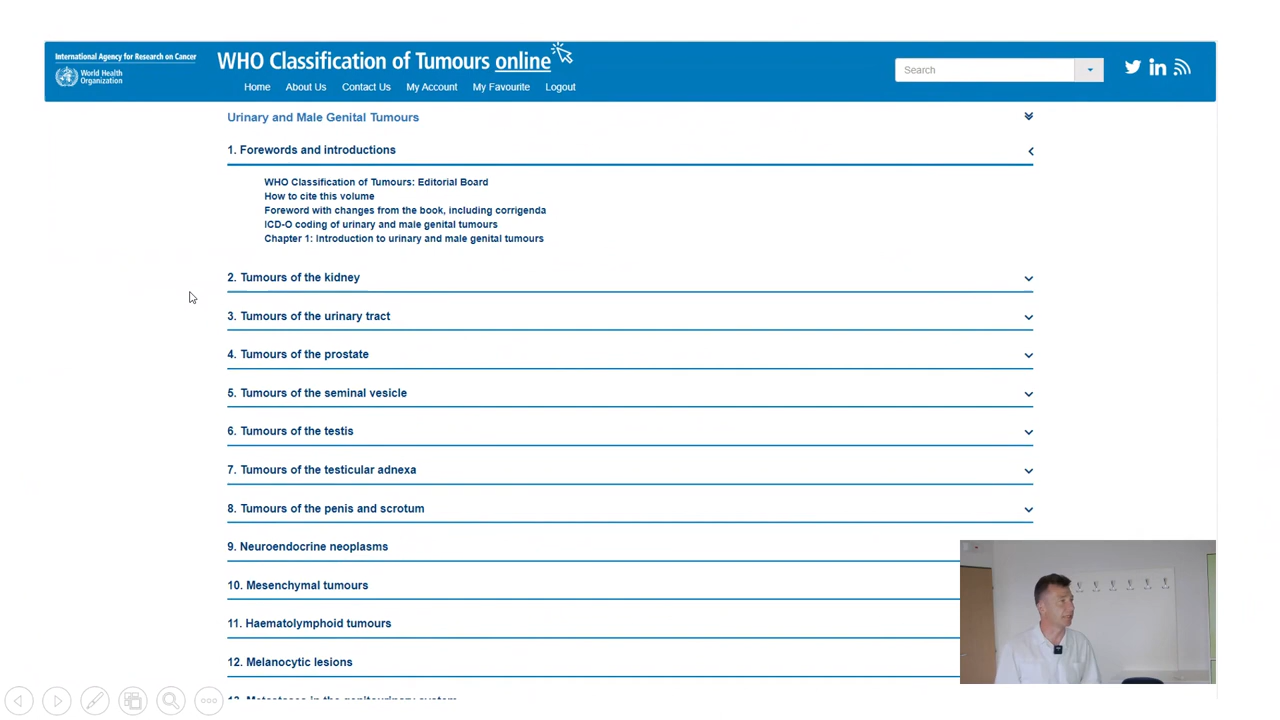 International Agency for Research on Cancer
World Health
Organization
WHO Classification of Tumours online
Search
Home About Us Contact Us My Account My Favourite Logout
Urinary and Male Genital Tumours
1. Forewords and introductions
WHO Classification of Tumours: Editorial Board
How to cite this volume
Foreword with changes from the book, including corrigenda
ICD-O coding of urinary and male genital tumours
Chapter 1: Introduction to urinary and male genital tumours
2. Tumours of the kidney
3. Tumours of the urinary tract
4. Tumours of the prostate
5. Tumours of the seminal vesicle
6. Tumours of the testis
7. Tumours of the testicular adnexa
8. Tumours of the penis and scrotum
9. Neuroendocrine neoplasms
10. Mesenchymal tumours
11. Haematolymphoid tumours
12. Melanocytic lesions
13. Metastases in the genitourinary system